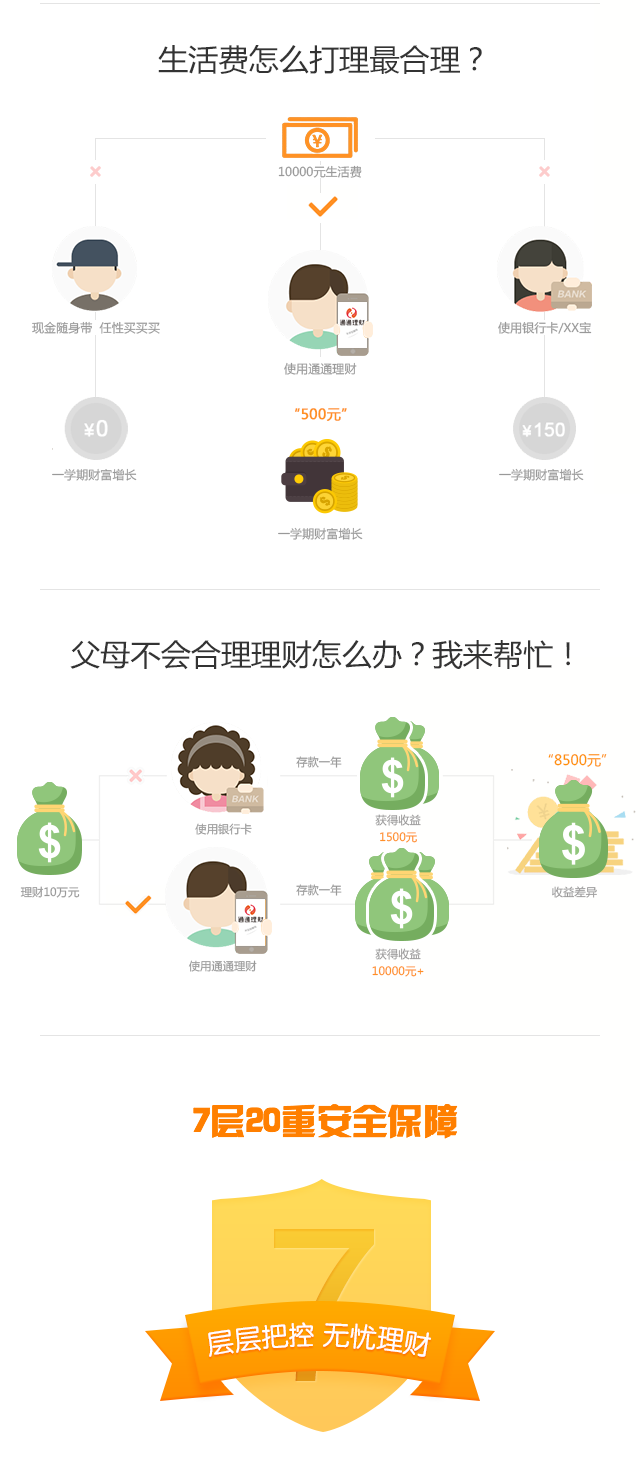 生活费怎么打理最合理？
¥
10000元生活费
BANK
通通理财
现金随身带 任性买买买
使用银行卡/XX宝
使用通通理财
¥0
“500元”
¥150
一学期财富增长
一学期财富增长
$
$
一学期财富增长
父母不会合理理财怎么办？我来帮忙！
存款一年
“8500元”
$
BANK
¥
$
使用银行卡
获得收益
1500元
$
$
理财10万元
存款一年
收益差异
通通理财
$
获得收益
使用通通理财
10000元+
7层20重安全保障
7
层层把控 无忧理财